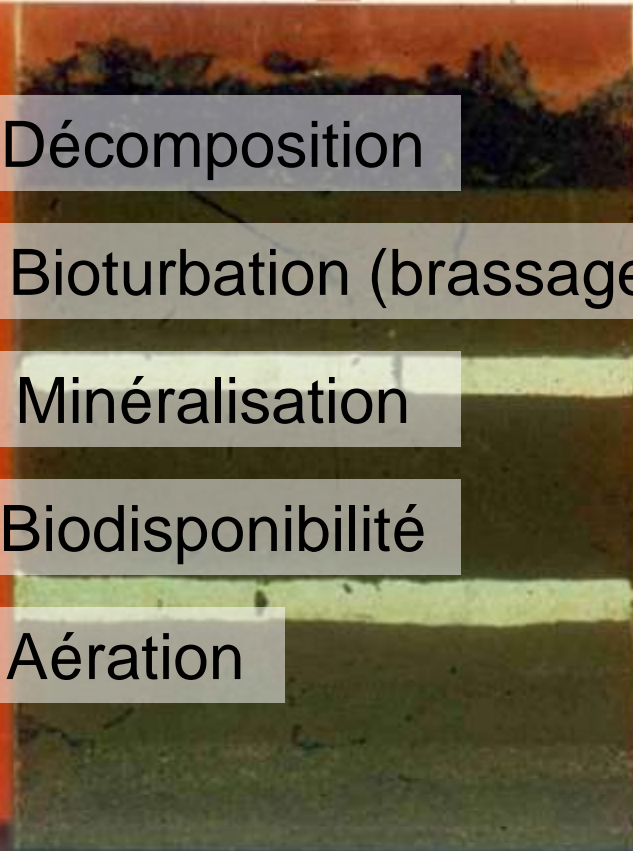 Décomposition
Bioturbation (brassage
Minéralisation
Biodisponibilité
Aération